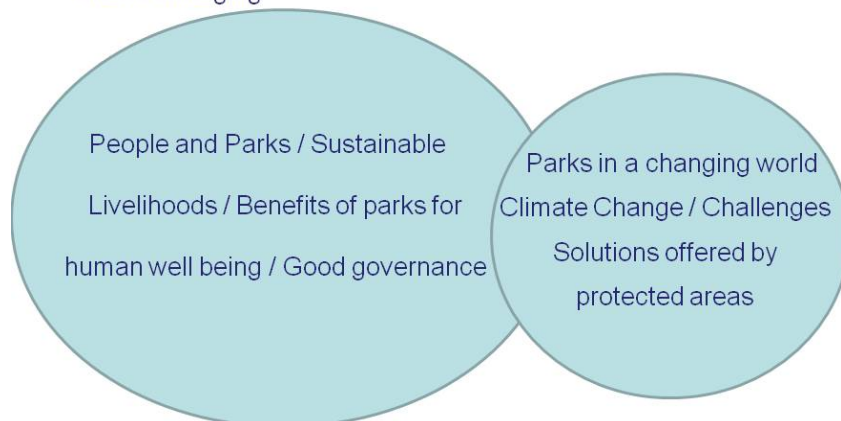 People and Parks / Sustainable
Livelihoods / Benefits of parks for
human well being / Good governance
Parks in a changing world
Climate Change / Challenges
Solutions offered by
protected areas